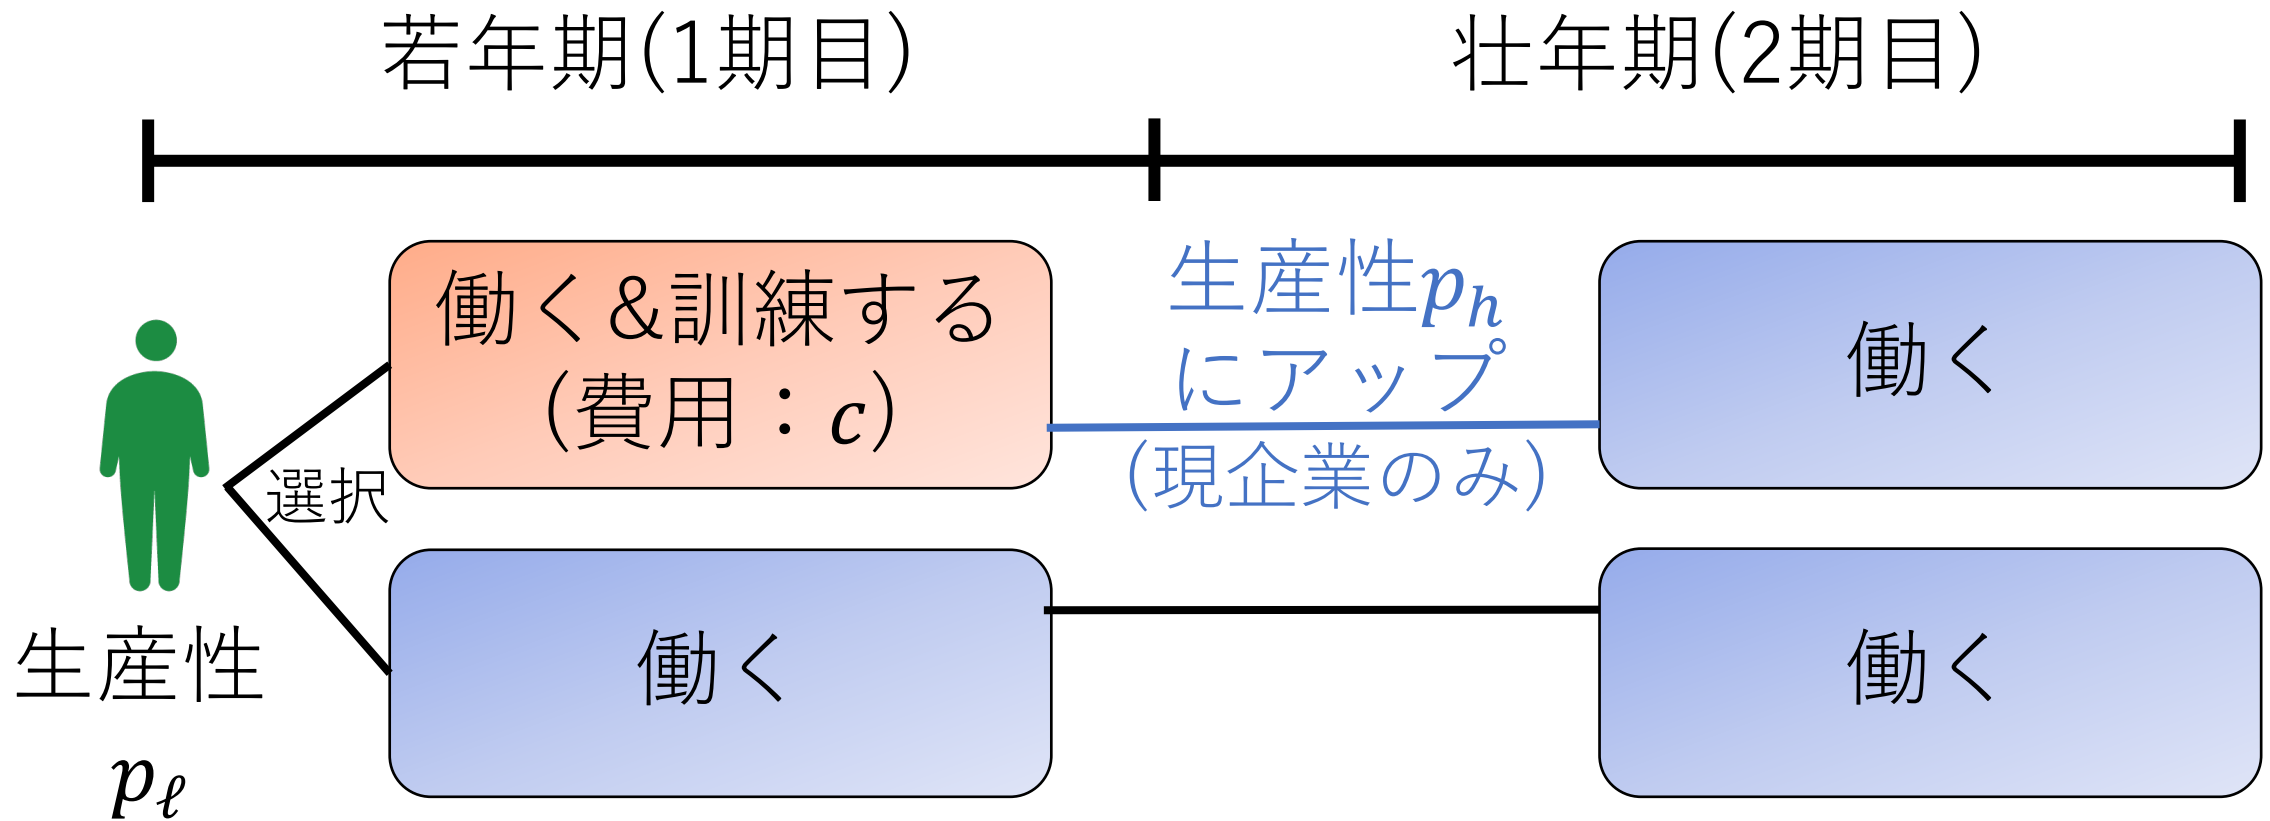 若年期(1期目)
壮年期(2期目)
働く&訓練する
(費用：c)
生産性pₕ
にアップ
(現企業のみ)
働く
選択
働く
働く
生産性
p_ℓ